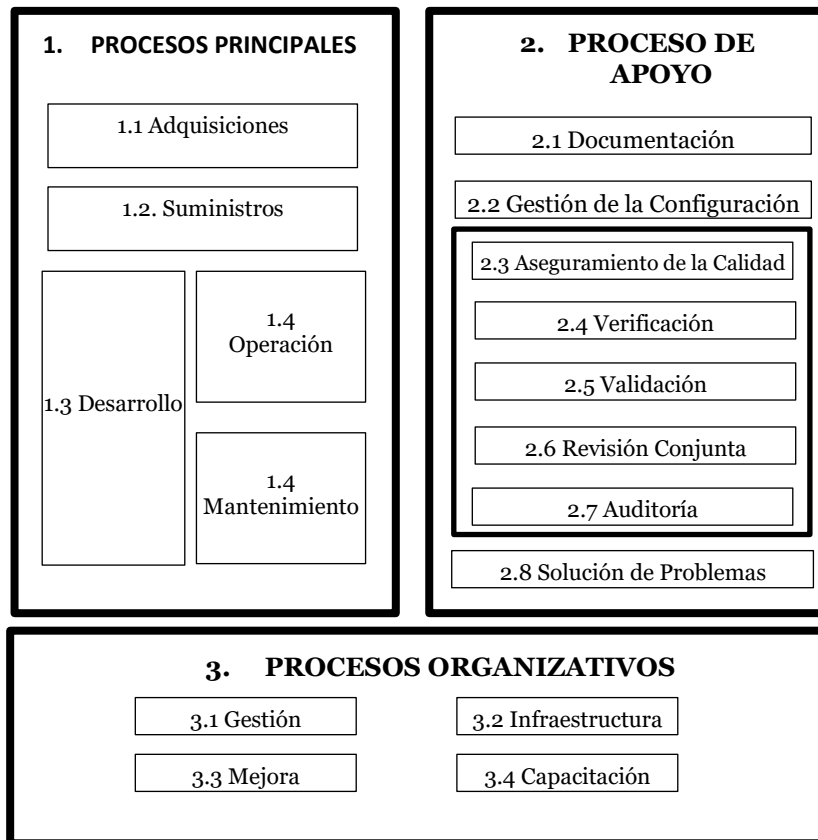 1. PROCESOS PRINCIPALES
1.1 Adquisiciones
1.2. Suministros
1.3 Desarrollo
1.4
Operación
1.4
Mantenimiento
2. PROCESO DE
APOYO
2.1 Documentación
2.2 Gestión de la Configuración
2.3 Aseguramiento de la Calidad
2.4 Verificación
2.5 Validación
2.6 Revisión Conjunta
2.7 Auditoría
2.8 Solución de Problemas
3. PROCESOS ORGANIZATIVOS
3.1 Gestión
3.2 Infraestructura
3.3 Mejora
3.4 Capacitación